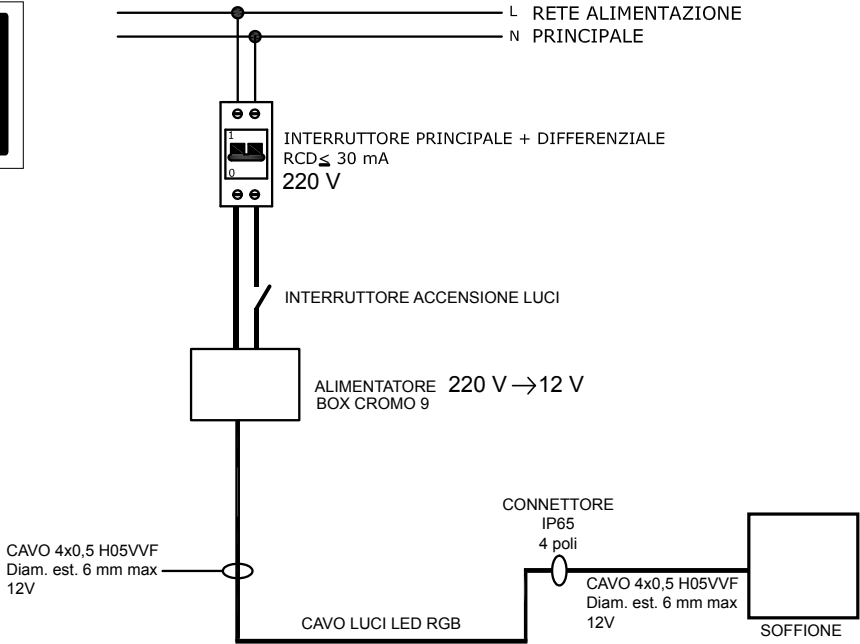 L RETE ALIMENTAZIONE
N PRINCIPALE
1
0
INTERRUTTORE PRINCIPALE + DIFFERENZIALE
RCD≤ 30 mA
220 V
INTERRUTTORE ACCENSIONE LUCI
ALIMENTATORE 220 V →12 V
BOX CROMO 9
CONNETTORE
IP65
4 poli
CAVO 4x0,5 H05VVF
Diam. est. 6 mm max
12V
CAVO 4x0,5 H05VVF
Diam. est. 6 mm max
12V
CAVO LUCI LED RGB
SOFFIONE